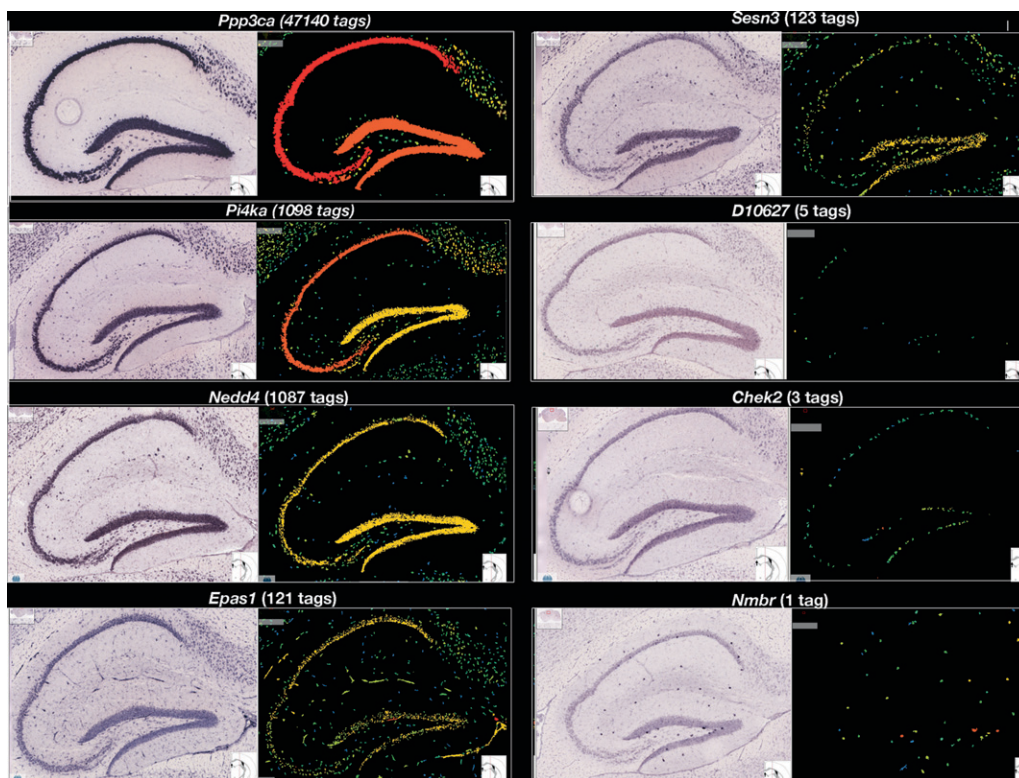 Ppp3ca (47140 tags)
Sesn3 (123 tags)
Pi4ka (1098 tags)
D10627 (5 tags)
Nedd4 (1087 tags)
Chek2 (3 tags)
Epas1 (121 tags)
Nmbr (1 tag)